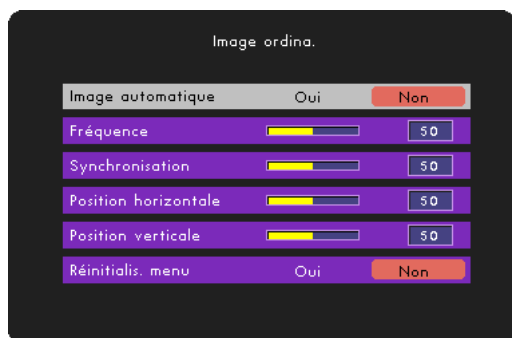 Image ordina.
Image automatique Oui Non
Fréquence 50
Synchronisation 50
Position horizontale 50
Position verticale 50
Réinitialis. menu Oui Non